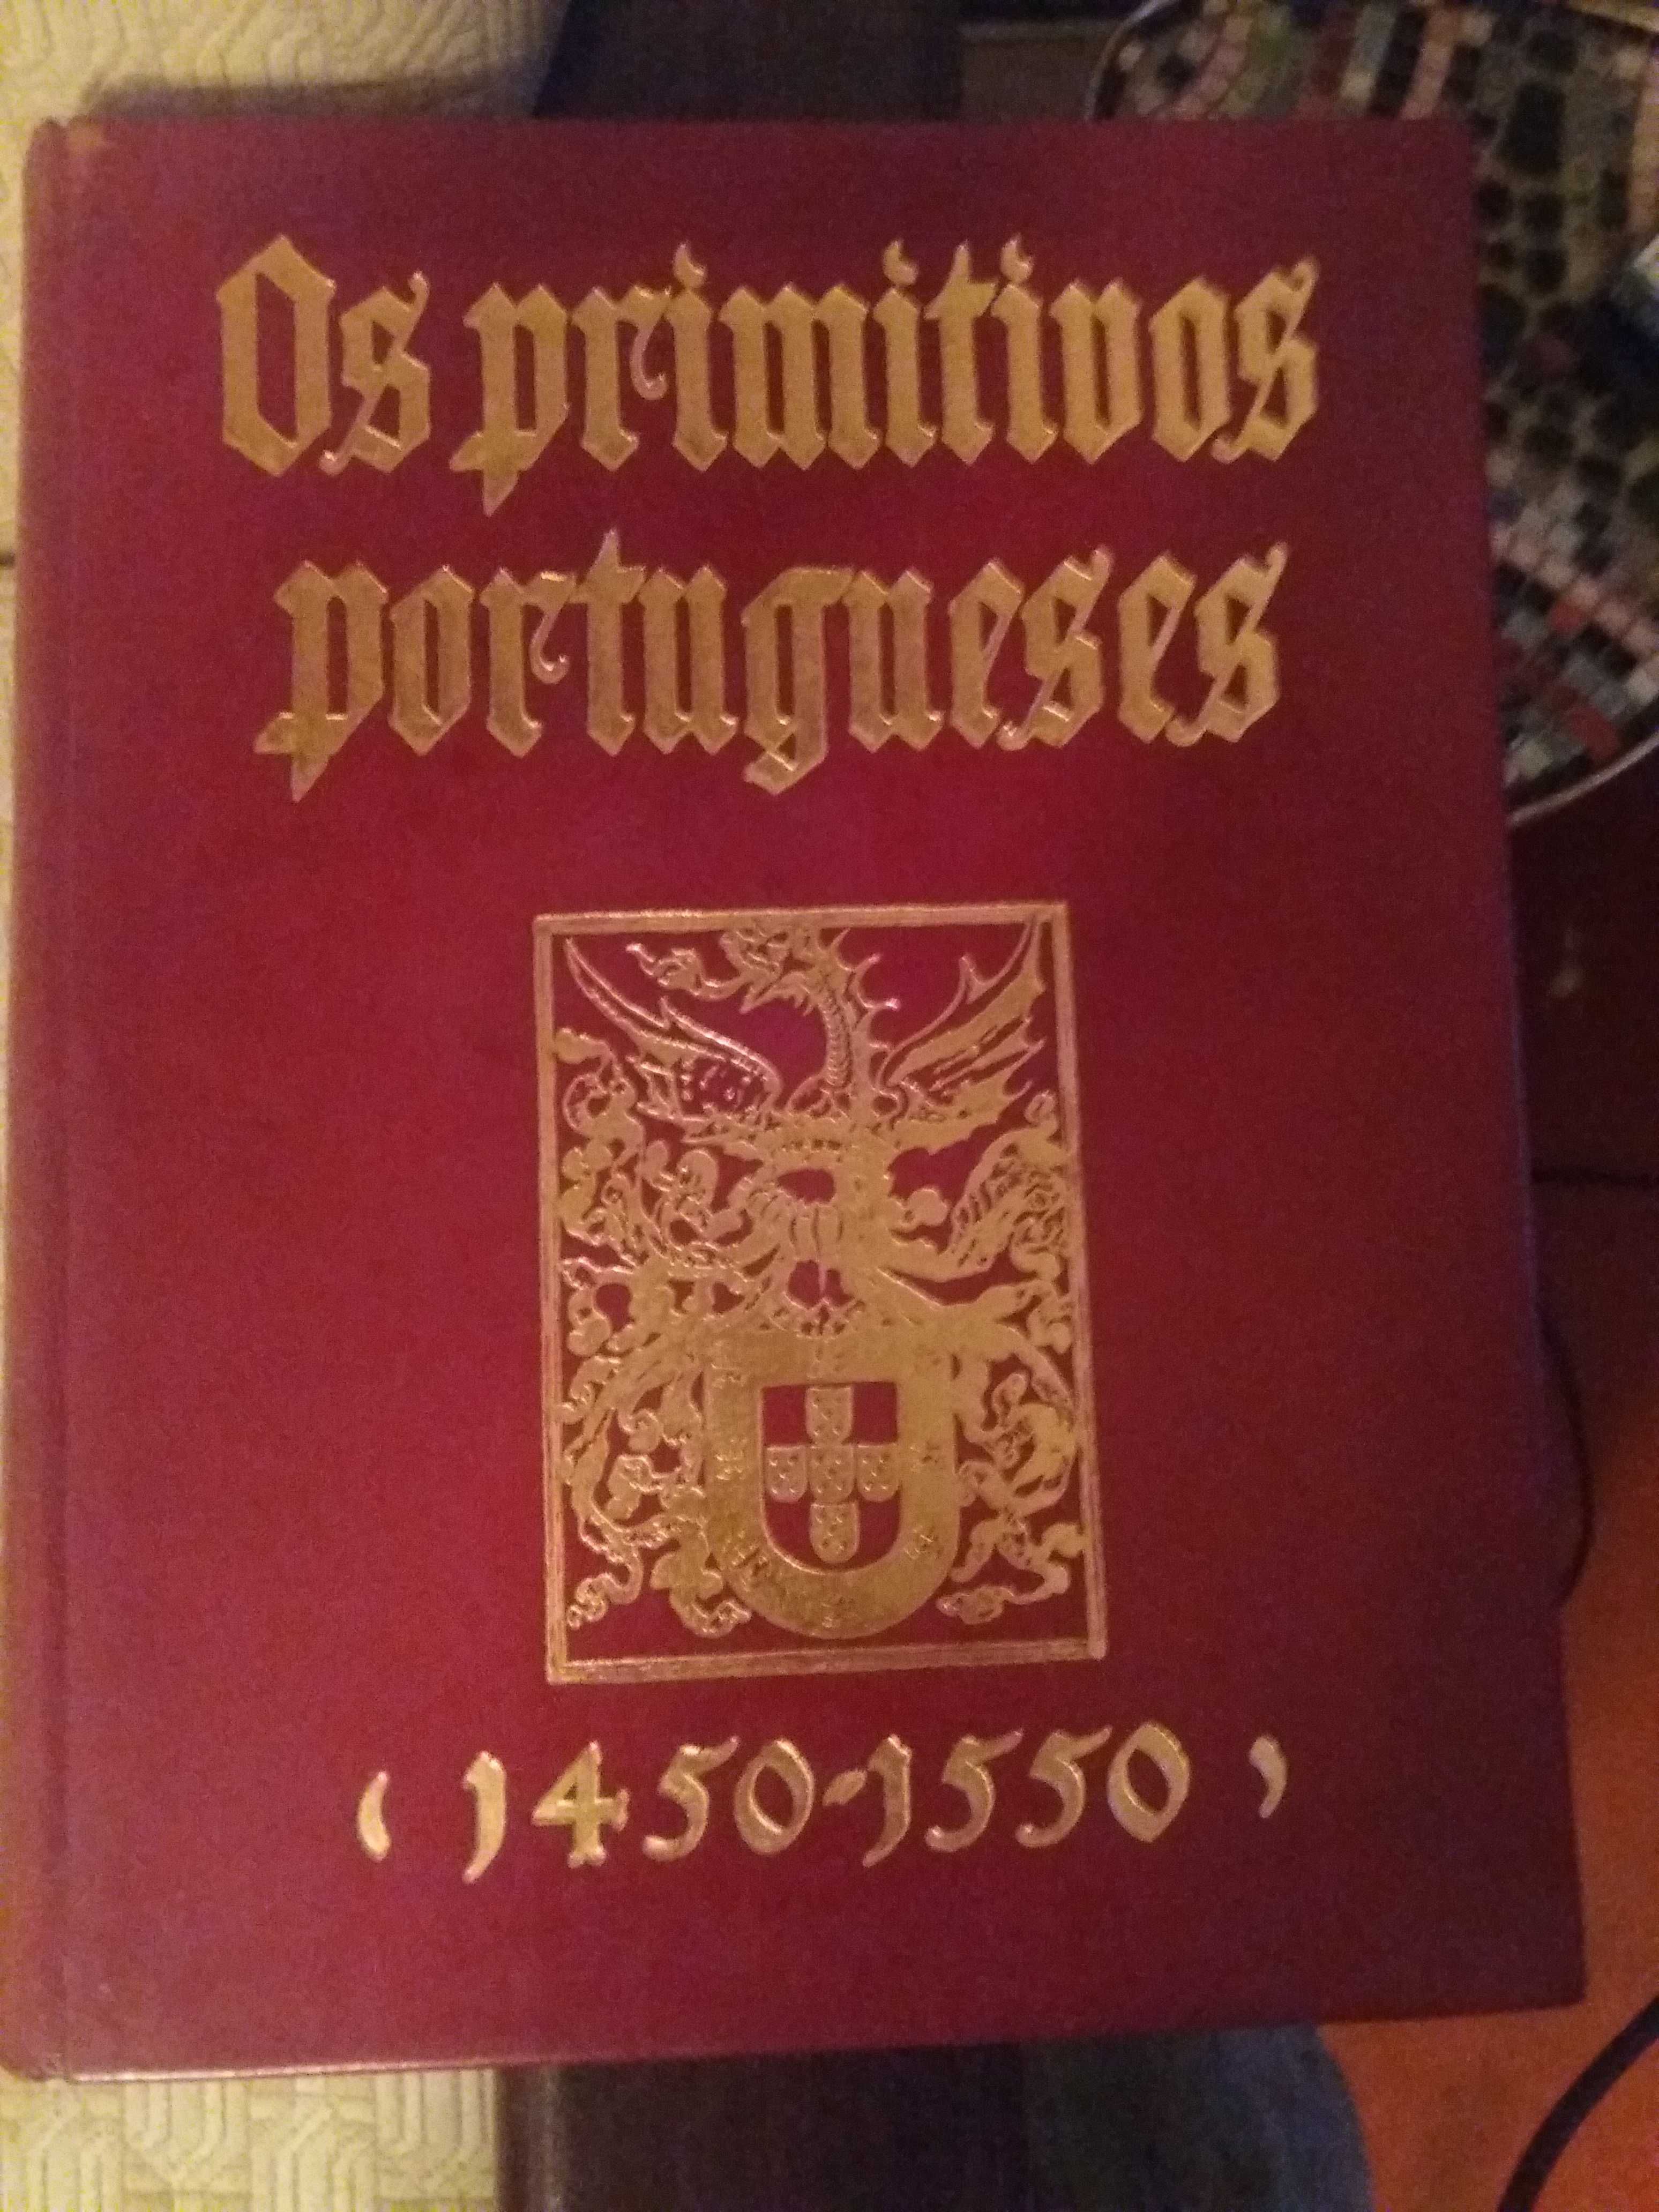 Os primitivos
portugueses
(1450-1550)